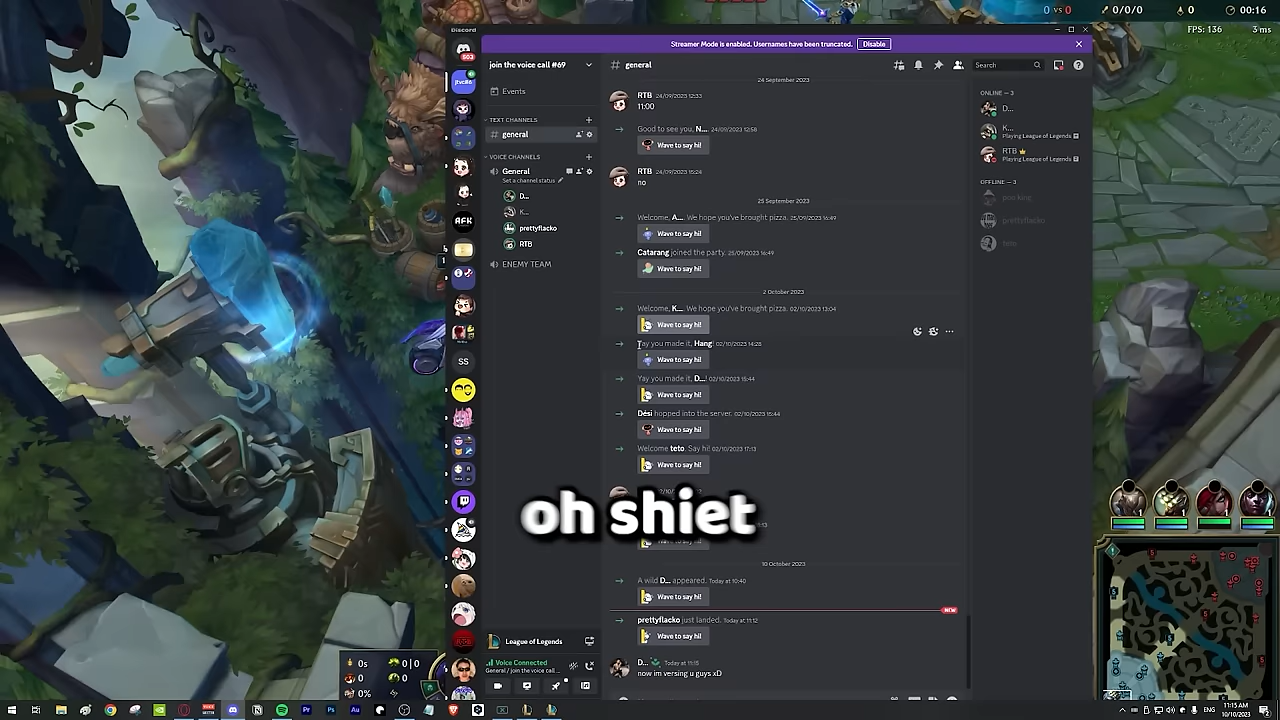 0 vs 0
0/0/0
0
00:16
FPS: 136
3 ms
Discord
Streamer Mode is enabled. Usernames have been truncated.
Disable
503
join the voice call #69
Events
TEXT CHANNELS
general
VOICE CHANNELS
General
Set a channel status
D...
K...
prettyflacko
RTB
ENEMY TEAM
AFK
SS
League of Legends
Voice Connected
General / join the voice call ...
general
Search
24 September 2023
RTB 24/09/2023 12:33
11:00
Good to see you, N... 24/09/2023 12:58
Wave to say hi!
RTB 24/09/2023 15:24
no
25 September 2023
Welcome, A... We hope you've brought pizza. 25/09/2023 16:49
Wave to say hi!
Catarang joined the party. 25/09/2023 16:49
Wave to say hi!
2 October 2023
Welcome, K... We hope you've brought pizza. 02/10/2023 13:04
Wave to say hi!
Yay you made it, Hang! 02/10/2023 14:28
Wave to say hi!
Yay you made it, D...! 02/10/2023 15:44
Wave to say hi!
Dési hopped into the server. 02/10/2023 15:44
Wave to say hi!
Welcome teto. Say hi! 02/10/2023 17:13
Wave to say hi!
oh shiet
10 October 2023
A wild D... appeared. Today at 10:40
Wave to say hi!
NEW
prettyflacko just landed. Today at 11:12
Wave to say hi!
D... Today at 11:15
now im versing u guys xD
ONLINE — 3
D...
K...
Playing League of Legends
RTB
Playing League of Legends
OFFLINE — 3
poo king
prettyflacko
teto
0s
0|0
0
0
0%
0
ENG
11:15 AM
10/10/2023